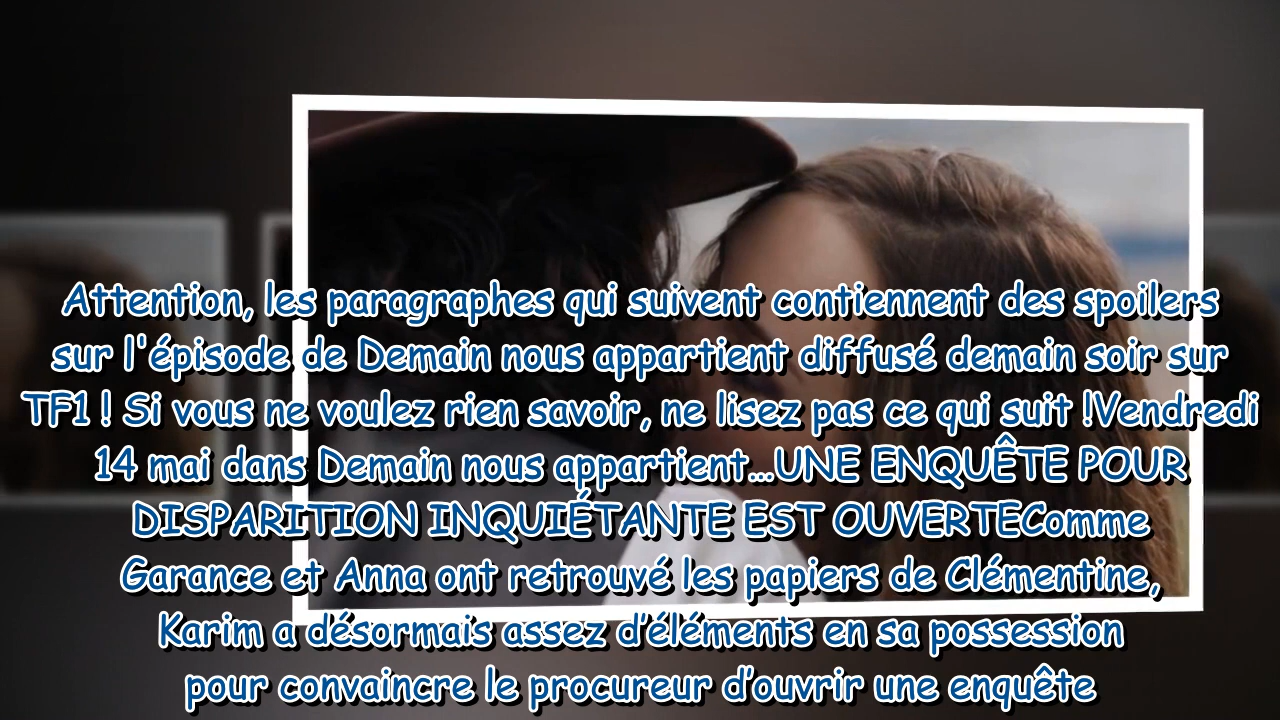 Attention, les paragraphes qui suivent contiennent des spoilers
sur l'épisode de Demain nous appartient diffusé demain soir sur
TF1 ! Si vous ne voulez rien savoir, ne lisez pas ce qui suit !Vendredi
14 mai dans Demain nous appartient...UNE ENQUÊTE POUR
DISPARITION INQUIÉTANTE EST OUVERTEComme
Garance et Anna ont retrouvé les papiers de Clémentine,
Karim a désormais assez d’éléments en sa possession
pour convaincre le procureur d’ouvrir une enquête